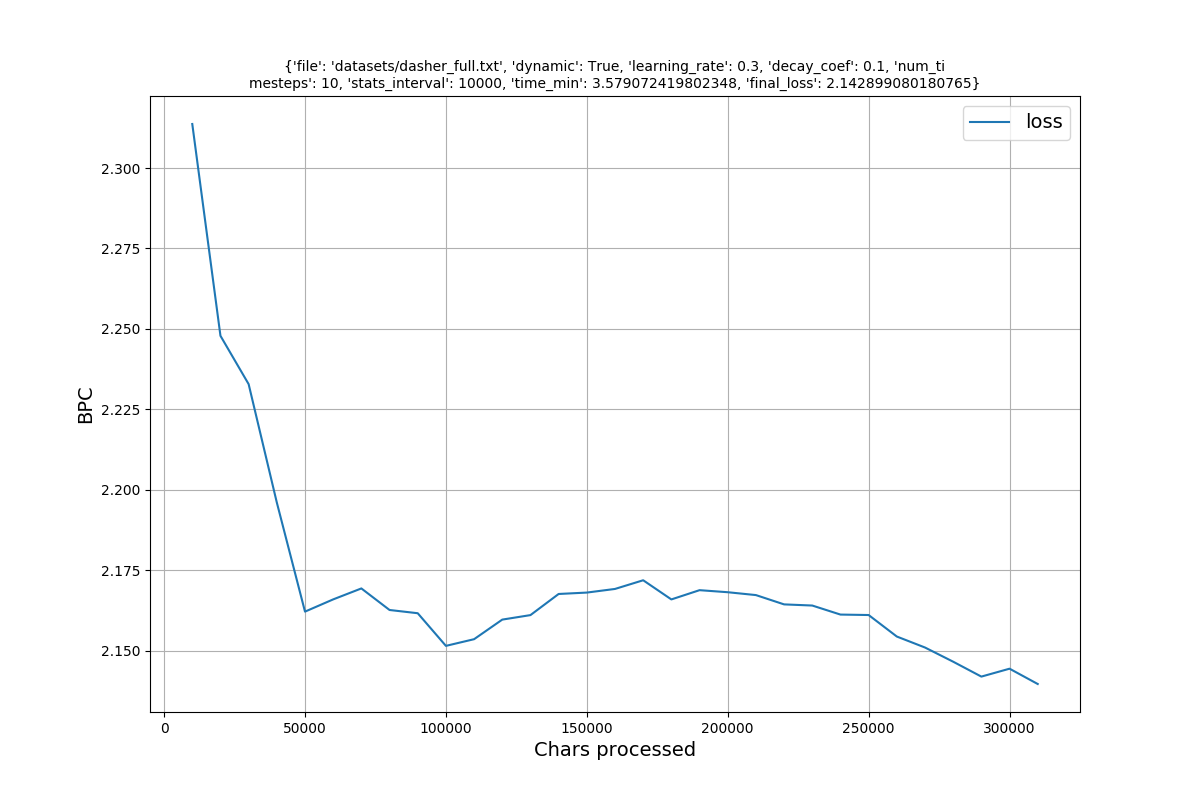 {'file': 'datasets/dasher_full.txt', 'dynamic': True, 'learning_rate': 0.3, 'decay_coef': 0.1, 'num_ti
mesteps': 10, 'stats_interval': 10000, 'time_min': 3.579072419802348, 'final_loss': 2.142899080180765}
loss
2.300
2.275
2.250
2.225
2.200
2.175
2.150
BPC
0 50000 100000 150000 200000 250000 300000
Chars processed